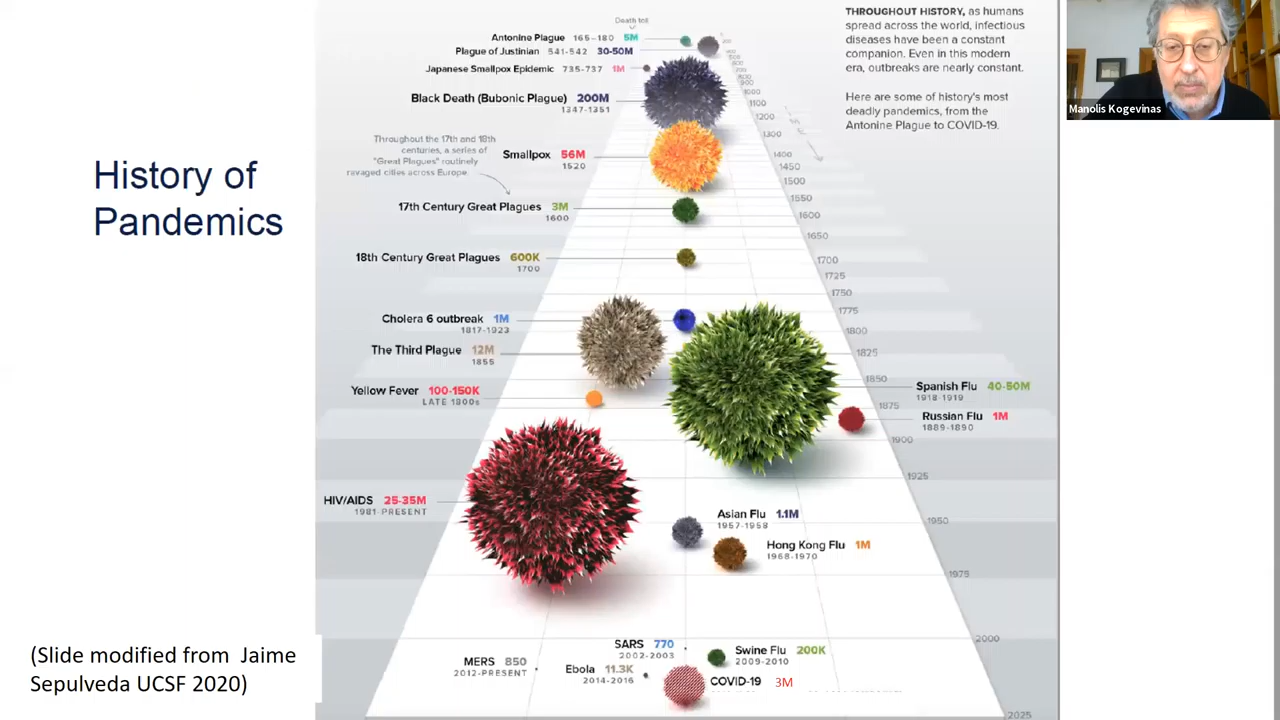 History of
Pandemics
(Slide modified from Jaime
Sepulveda UCSF 2020)
Death toll
Antonine Plague 165-180 5M
Plague of Justinian 541-542 30-50M
Japanese Smallpox Epidemic 735-737 1M
Black Death (Bubonic Plague) 200M
1347-1351
Throughout the 17th and 18th
centuries, a series of
"Great Plagues" routinely
ravaged cities across Europe.
Smallpox 56M
1520
17th Century Great Plagues 3M
1600
18th Century Great Plagues 600K
1700
Cholera 6 outbreak 1M
1817-1923
The Third Plague 12M
1855
Yellow Fever 100-150K
LATE 1800s
Spanish Flu 40-50M
1918-1919
Russian Flu 1M
1889-1890
HIV/AIDS 25-35M
1981-PRESENT
Asian Flu 1.1M
1957-1958
Hong Kong Flu 1M
1968-1970
SARS 770
2002-2003
Swine Flu 200K
2009-2010
MERS 850
2012-PRESENT
Ebola 11.3K
2014-2016
COVID-19 3M
1000
1100
1200
1300
1400
1450
1500
1550
1600
1650
1700
1725
1750
1775
1800
1825
1850
1875
1900
1925
1950
1975
2000
2025
THROUGHOUT HISTORY, as humans
spread across the world, infectious
diseases have been a constant
companion. Even in this modern
era, outbreaks are nearly constant.
Here are some of history's most
deadly pandemics, from the
Antonine Plague to COVID-19.
Manolis Kogevinas